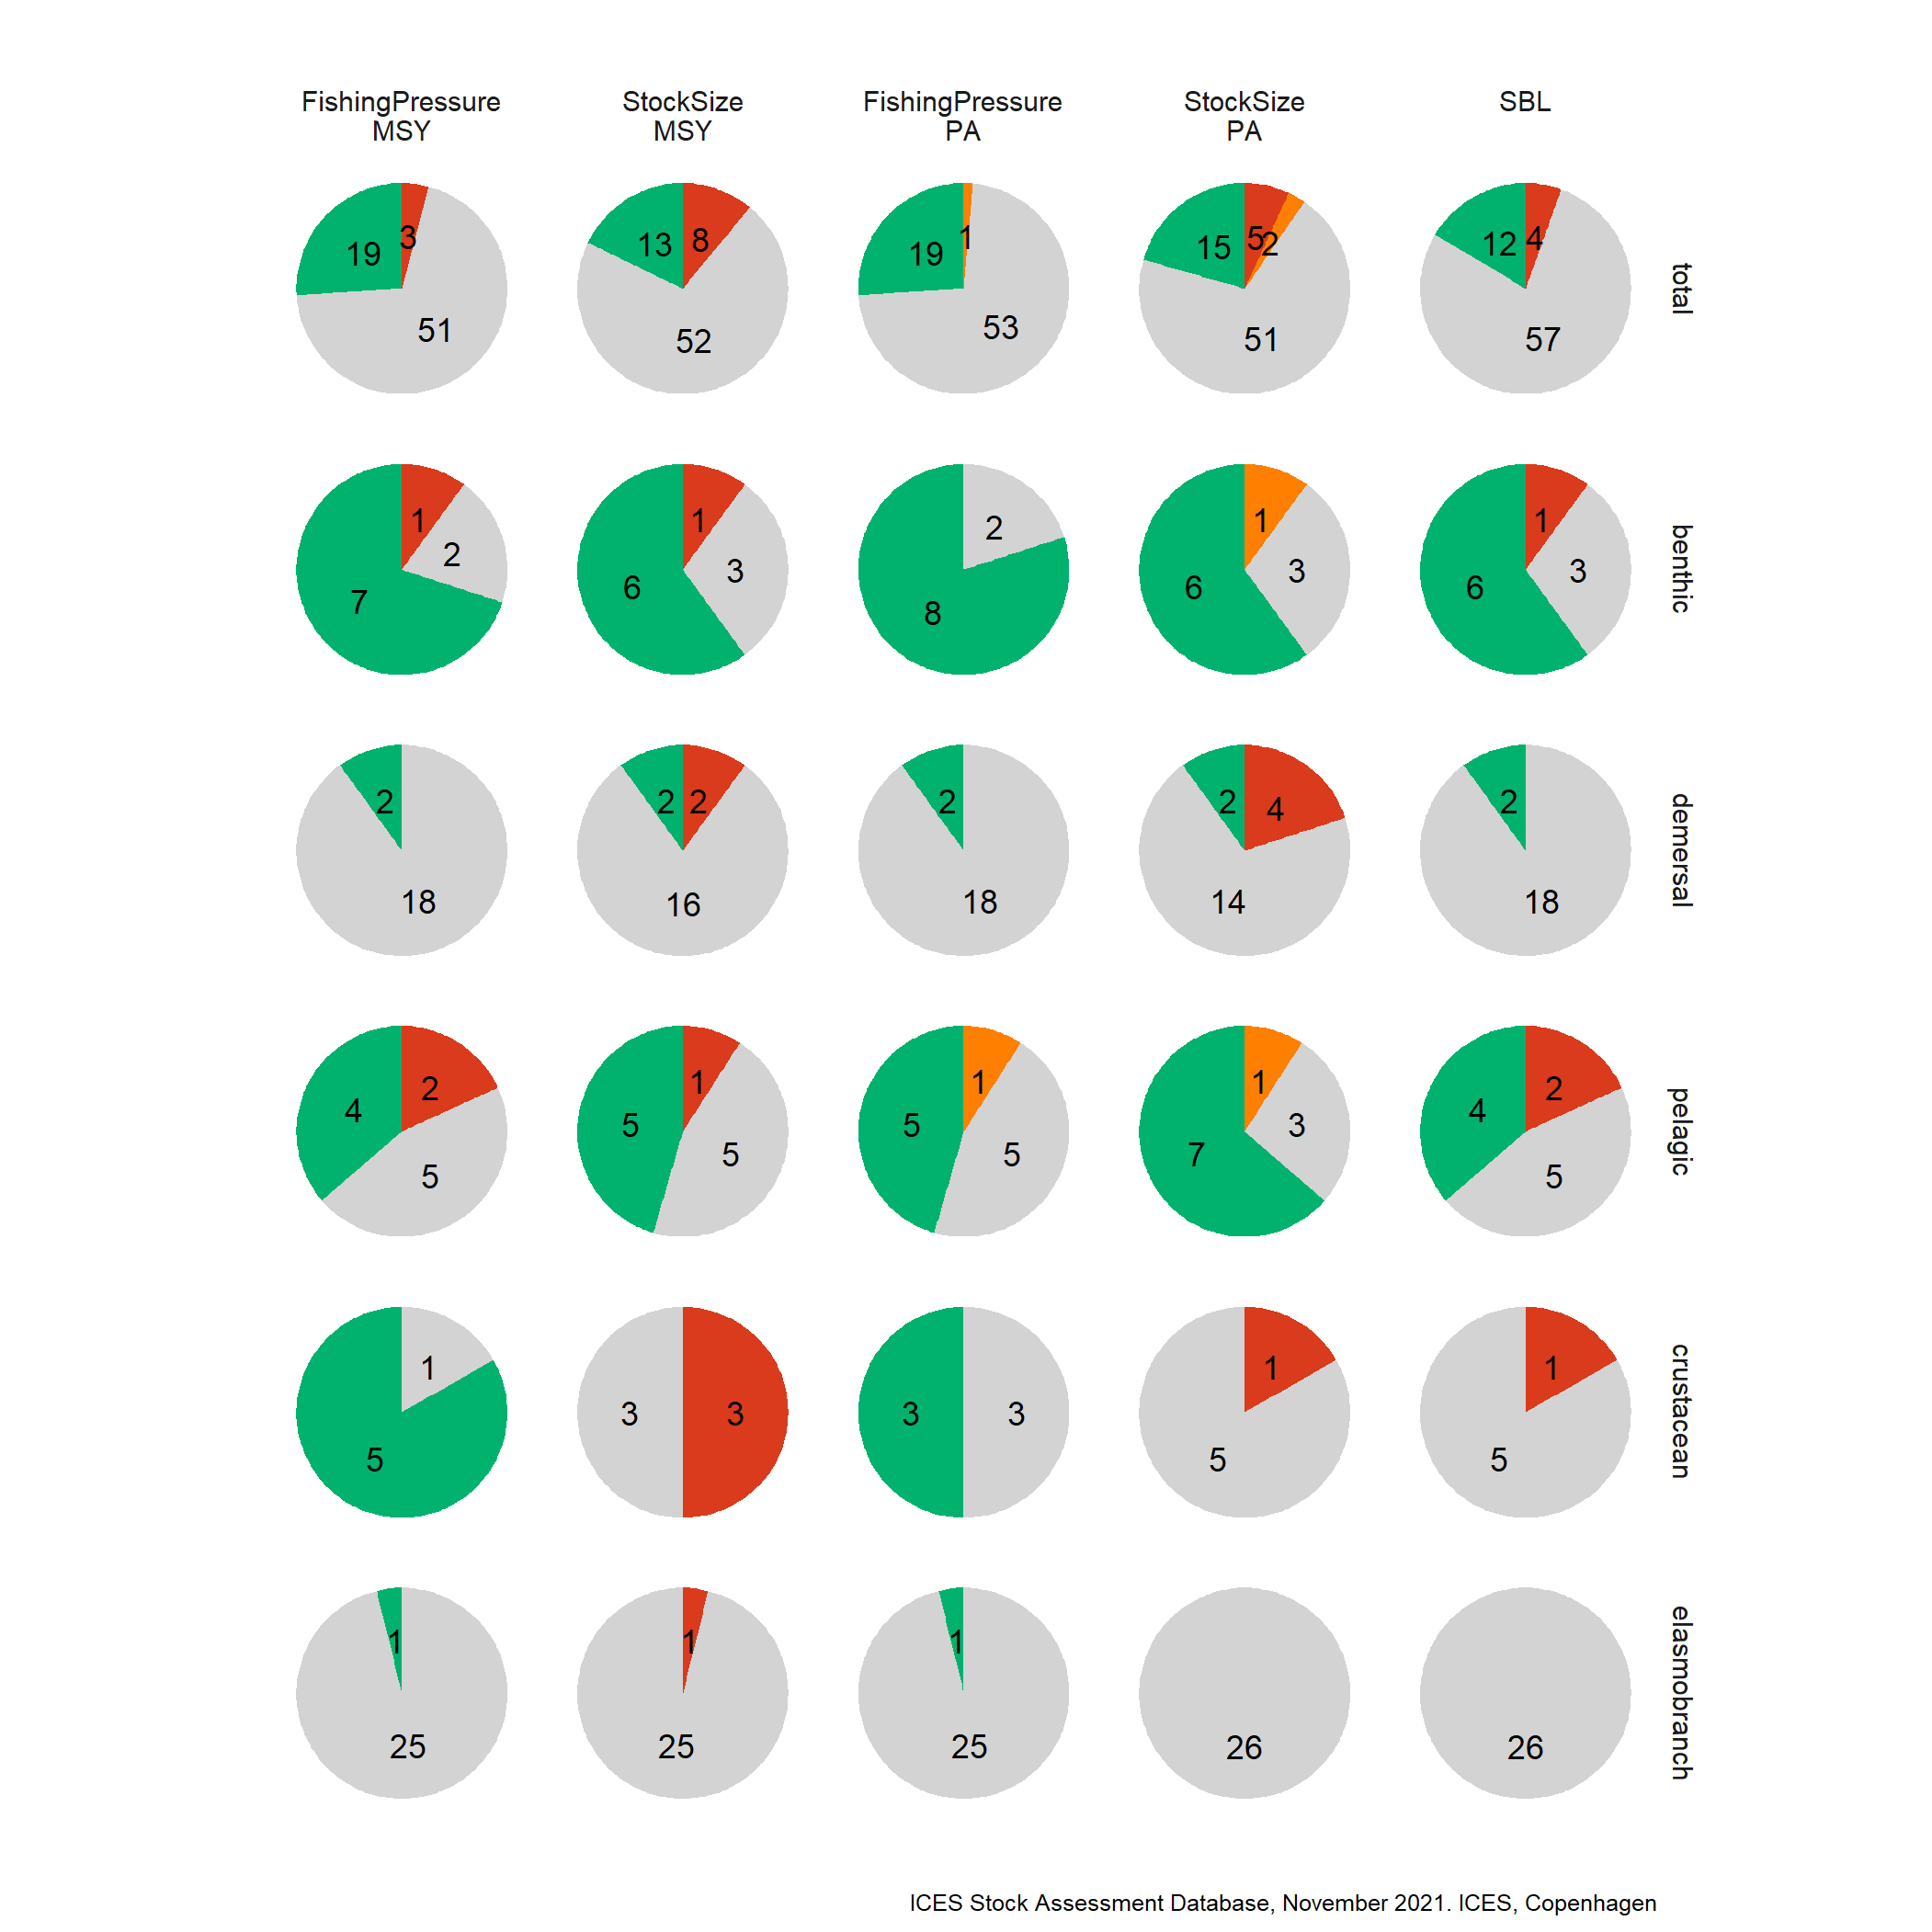 FishingPressure
MSY
StockSize
MSY
FishingPressure
PA
StockSize
PA
SBL
19 3 51
13 8 52
19 1 53
15 5 2 51
12 4 57
total
7 1 2
6 1 3
8 2
6 1 3
6 1 3
benthic
2 18
2 2 16
2 18
2 4 14
2 18
demersal
4 2 5
5 1 5
5 1 5
7 1 3
4 2 5
pelagic
5 1
3 3
3 3
1 5
1 5
crustacean
1 25
1 25
1 25
26
26
elasmobranch
ICES Stock Assessment Database, November 2021. ICES, Copenhagen